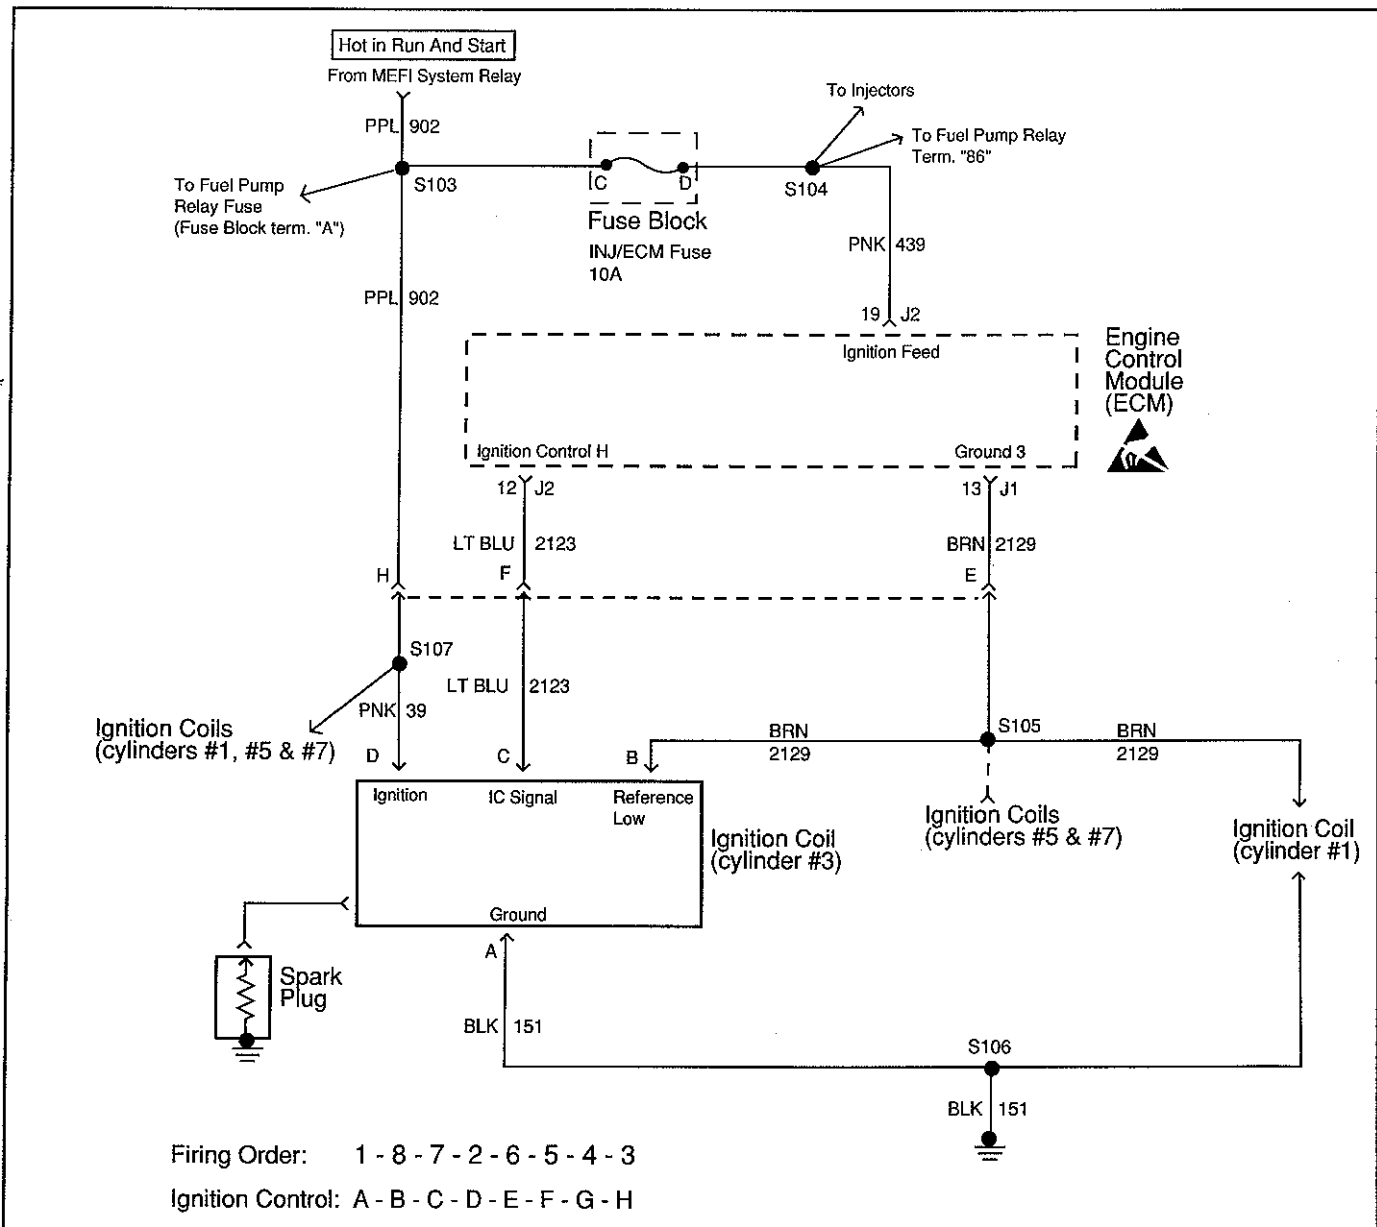 Hot in Run And Start
From MEFI System Relay
PPL 902
To Injectors
To Fuel Pump Relay
Term. "86"
S103
C
D
S104
To Fuel Pump
Relay Fuse
(Fuse Block term. "A")
Fuse Block
INJ/ECM Fuse
10A
PNK 439
PPL 902
19 J2
Ignition Feed
Engine
Control
Module
(ECM)
Ignition Control H
Ground 3
12 J2
13 J1
LT BLU 2123
BRN 2129
H
F
E
S107
LT BLU 2123
PNK 39
Ignition Coils
(cylinders #1, #5 & #7)
S105
BRN
2129
BRN
2129
D
C
B
Ignition
IC Signal
Reference
Low
Ignition Coil
(cylinder #3)
Ignition Coils
(cylinders #5 & #7)
Ignition Coil
(cylinder #1)
Ground
A
Spark
Plug
BLK 151
S106
BLK 151
Firing Order: 1 - 8 - 7 - 2 - 6 - 5 - 4 - 3
Ignition Control: A - B - C - D - E - F - G - H